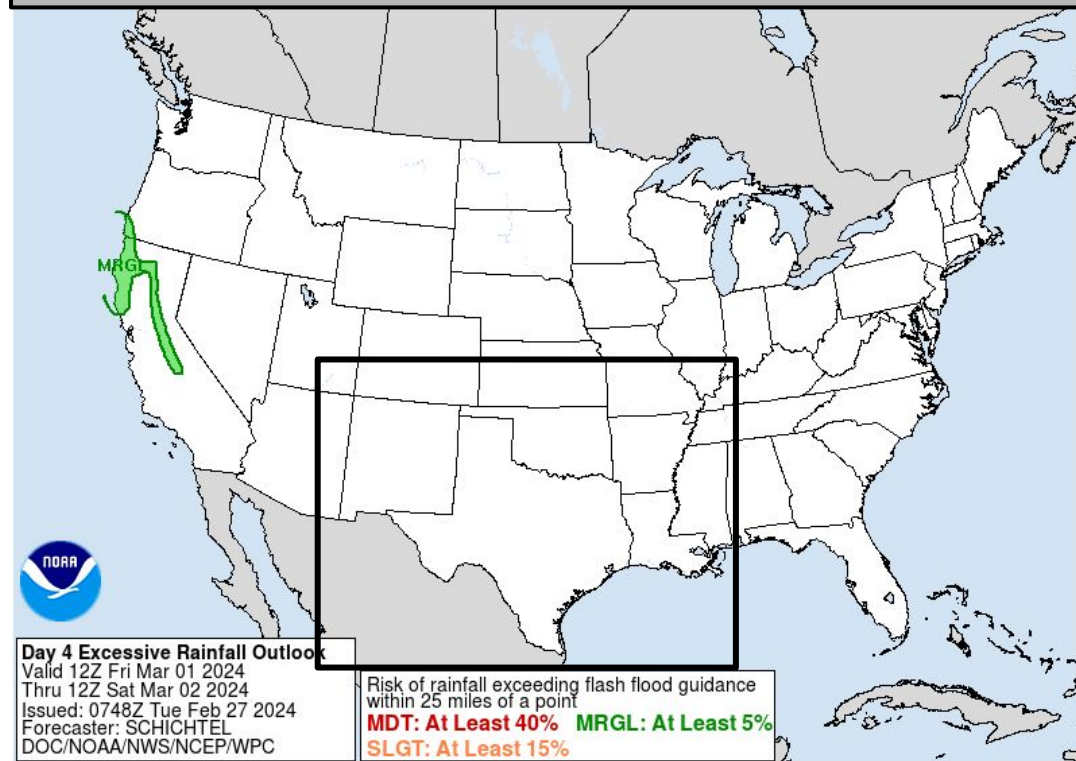 MRGL
NOAA
Day 4 Excessive Rainfall Outlook
Valid 12Z Fri Mar 01 2024
Thru 12Z Sat Mar 02 2024
Issued: 0748Z Tue Feb 27 2024
Forecaster: SCHICHTEL
DOC/NOAA/NWS/NCEP/WPC
Risk of rainfall exceeding flash flood guidance
within 25 miles of a point
MDT: At Least 40% MRGL: At Least 5%
SLGT: At Least 15%